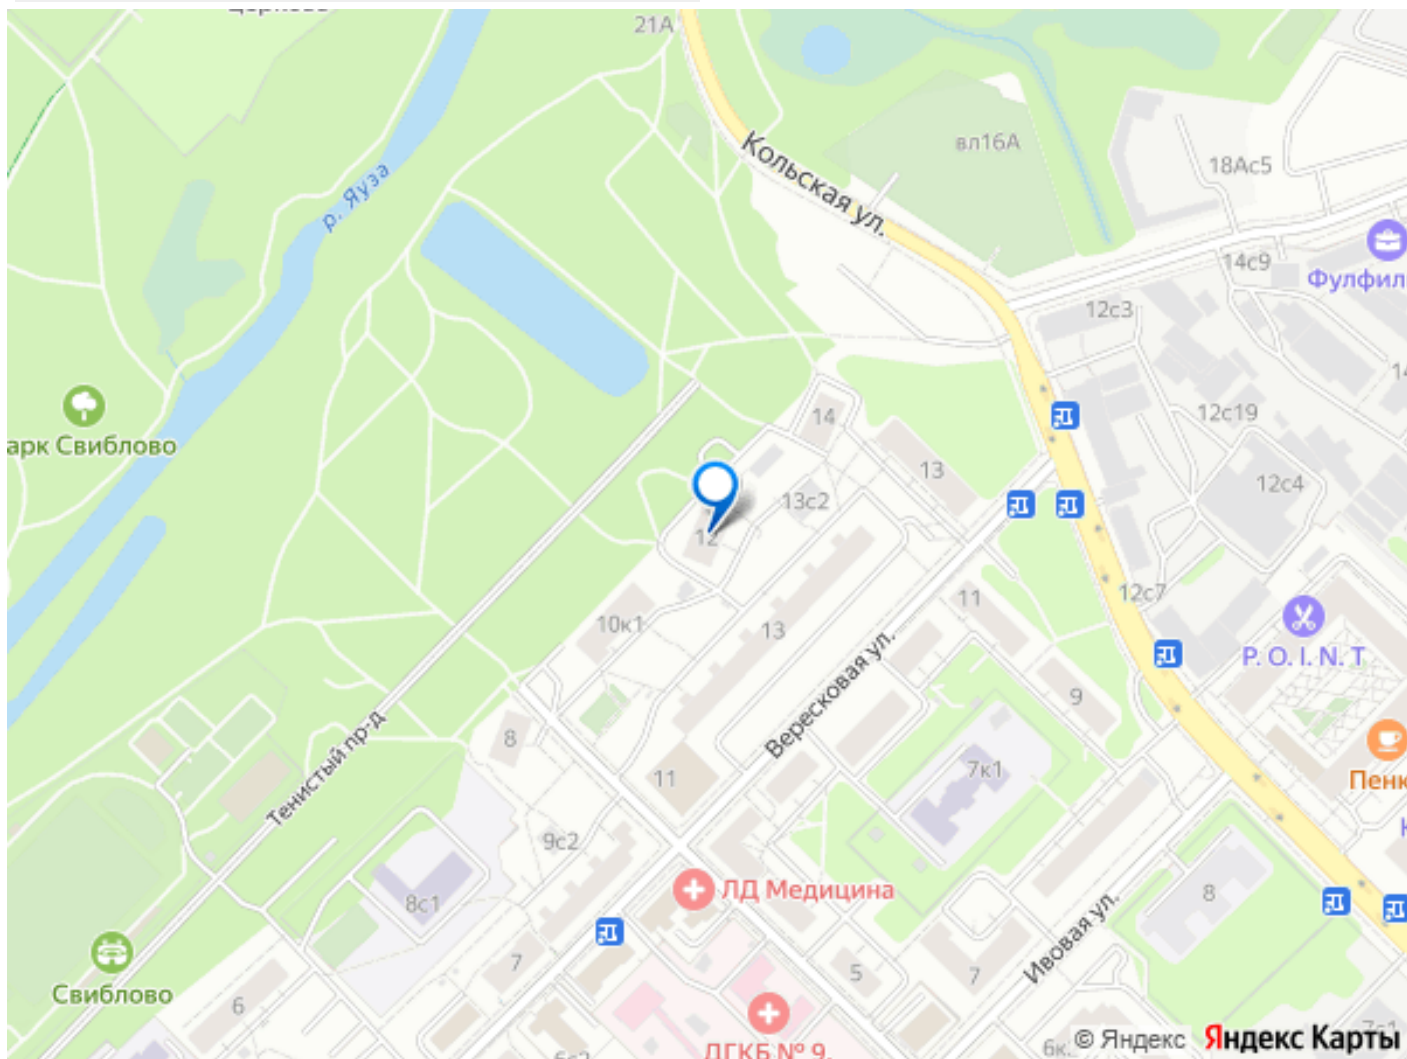 21А
р. Яуза
Кольская ул.
вл16А
18Ас5
14с9
Фулфил
12с3
14
12с19
12с4
12с7
арк Свиблово
14
13
13с2
12
10к1
13
11
Вересковая ул.
9
7к1
P. O. I. N. T
Пенк
8
11
Тенистый пр-д
9с2
8с1
ЛД Медицина
8
Ивовая ул.
7
5
7
Свиблово
6
ДГКБ № 9.
© Яндекс Яндекс Карты